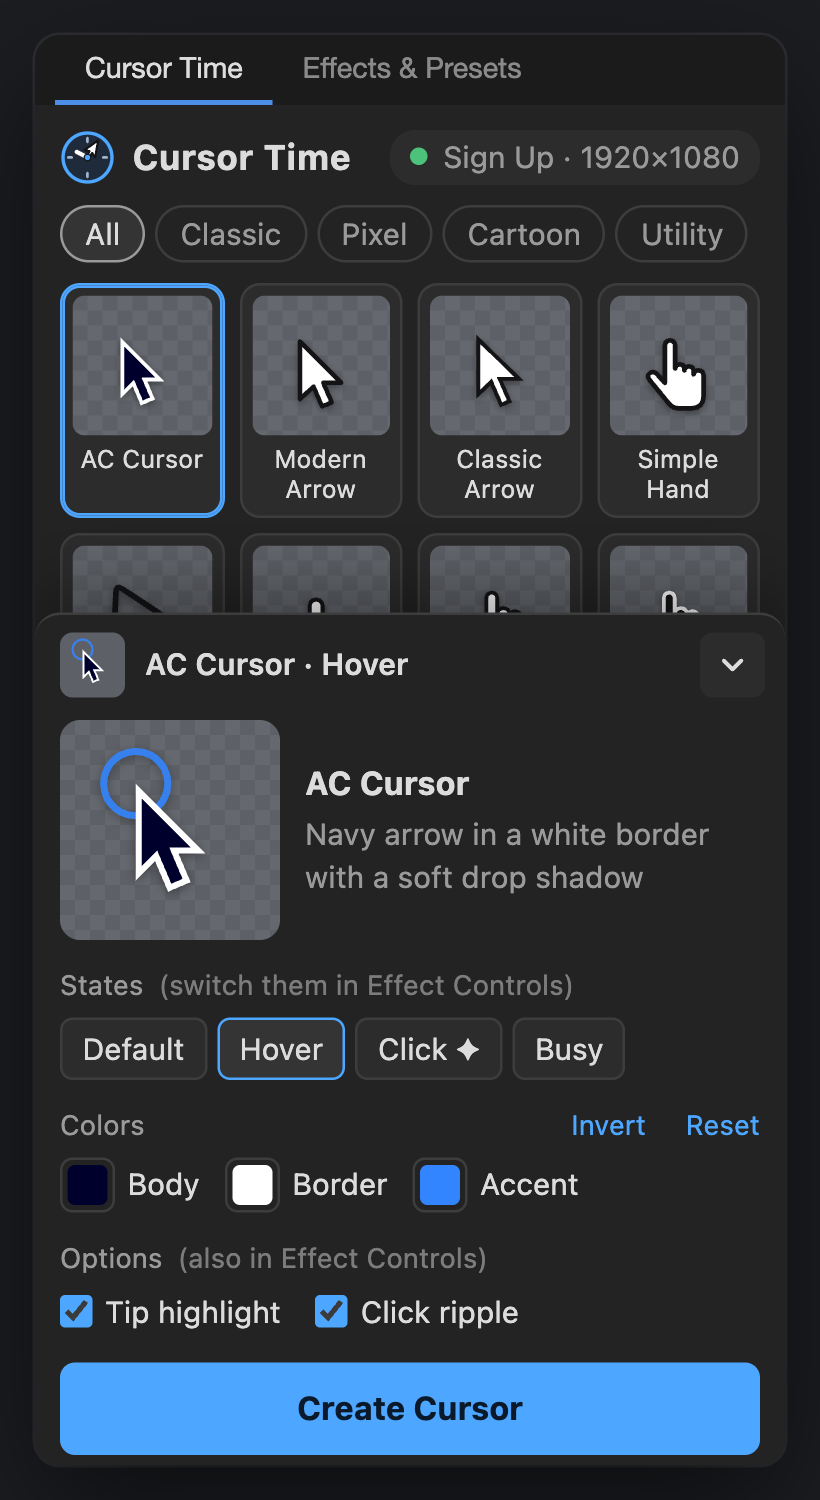 Cursor Time
Effects & Presets
Cursor Time
Sign Up · 1920×1080
All
Classic
Pixel
Cartoon
Utility
AC Cursor
Modern
Arrow
Classic
Arrow
Simple
Hand
AC Cursor · Hover
AC Cursor
Navy arrow in a white border
with a soft drop shadow
States (switch them in Effect Controls)
Default
Hover
Click ✦
Busy
Colors
Invert
Reset
Body
Border
Accent
Options (also in Effect Controls)
Tip highlight
Click ripple
Create Cursor